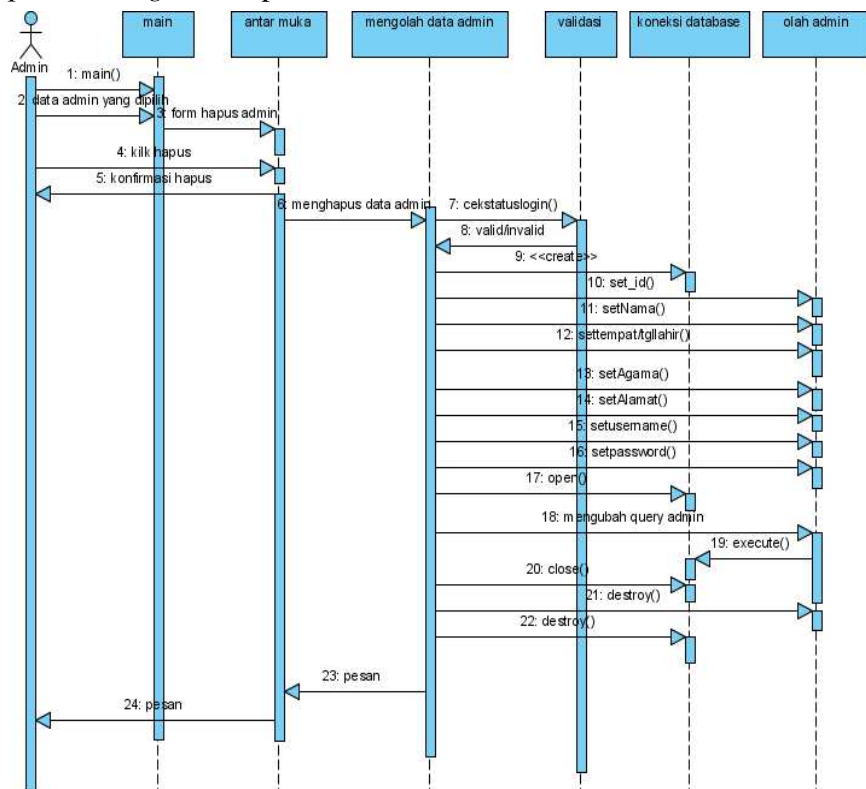 main
antar muka
mengolah data admin
validasi
koneksi database
olah admin
Admin
1: main()
2: data admin yang dipilih
3: form hapus admin
4: kilk hapus
5: konfirmasi hapus
6: menghapus data admin
7: cekstatuslogin()
8: valid/invalid
9: <<create>>
10: set_id()
11: setNama()
12: settempat/tgllahir()
13: setAgama()
14: setAlamat()
15: setusername()
16: setpassword()
17: open()
18: mengubah query admin
19: execute()
20: close()
21: destroy()
22: destroy()
23: pesan
24: pesan